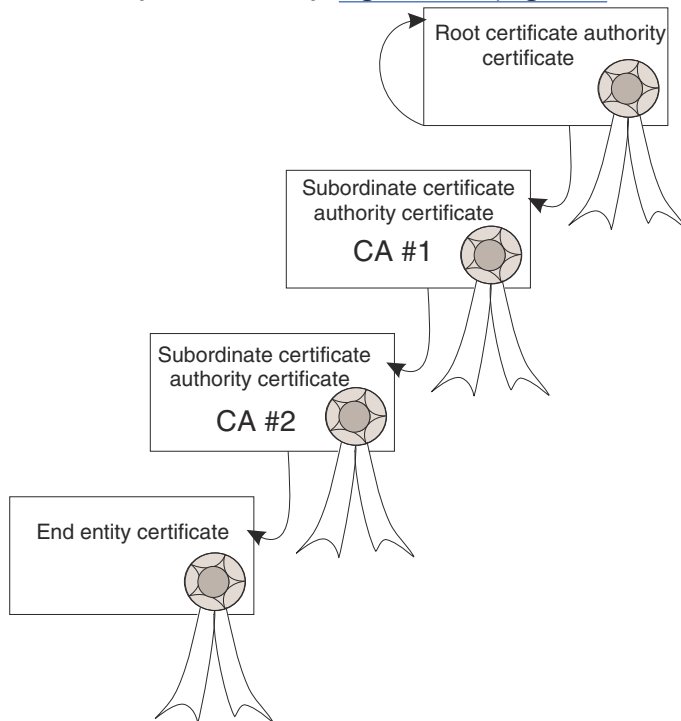 Root certificate authority
certificate
Subordinate certificate
authority certificate
CA #1
Subordinate certificate
authority certificate
CA #2
End entity certificate